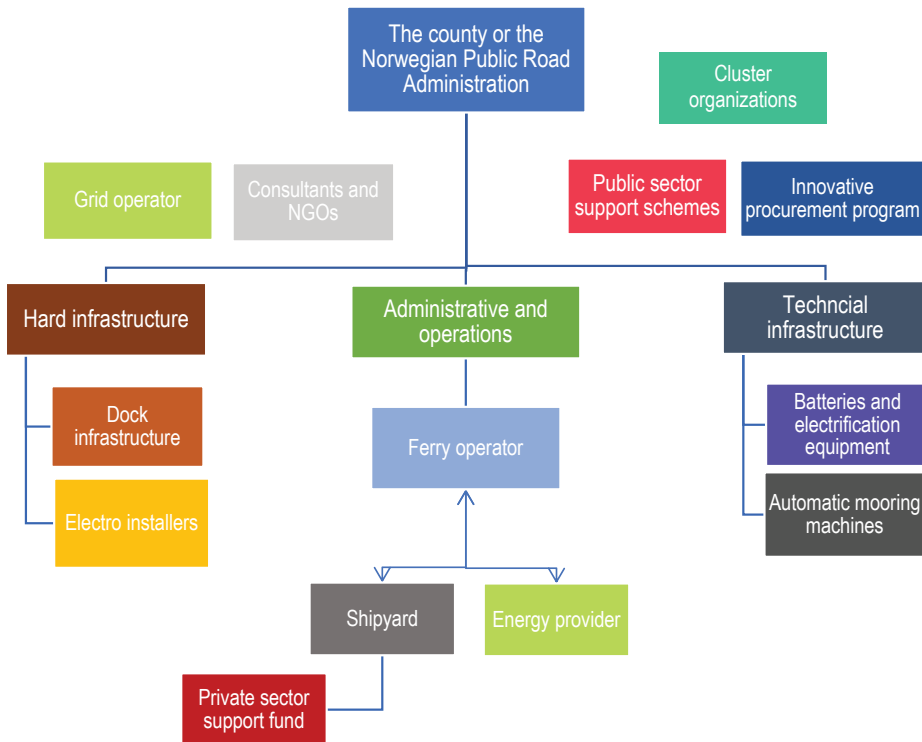 The county or the
Norwegian Public Road
Administration
Cluster
organizations
Grid operator
Consultants and
NGOs
Public sector
support schemes
Innovative
procurement program
Hard infrastructure
Administrative and
operations
Techncial
infrastructure
Dock
infrastructure
Ferry operator
Batteries and
electrification
equipment
Electro installers
Automatic mooring
machines
Shipyard
Energy provider
Private sector
support fund